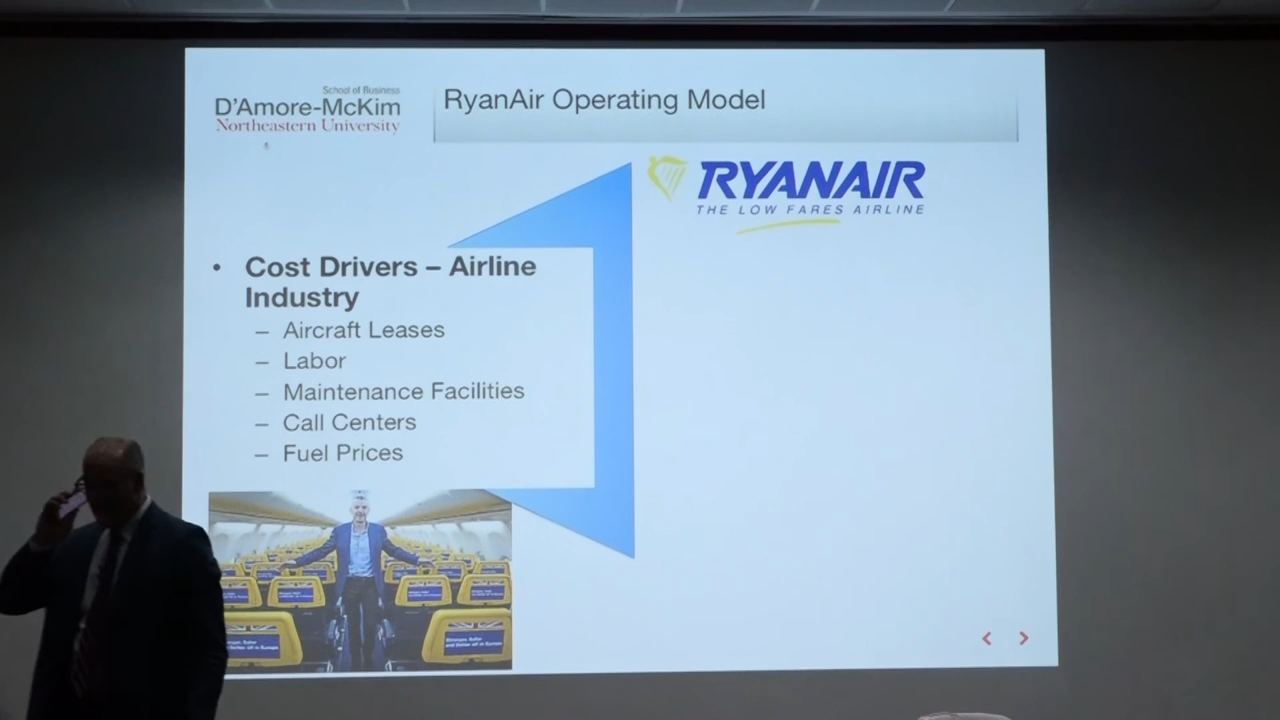 School of Business
D'Amore-McKim
Northeastern University
RyanAir Operating Model
RYANAIR
THE LOW FARES AIRLINE
• Cost Drivers – Airline
Industry
– Aircraft Leases
– Labor
– Maintenance Facilities
– Call Centers
– Fuel Prices